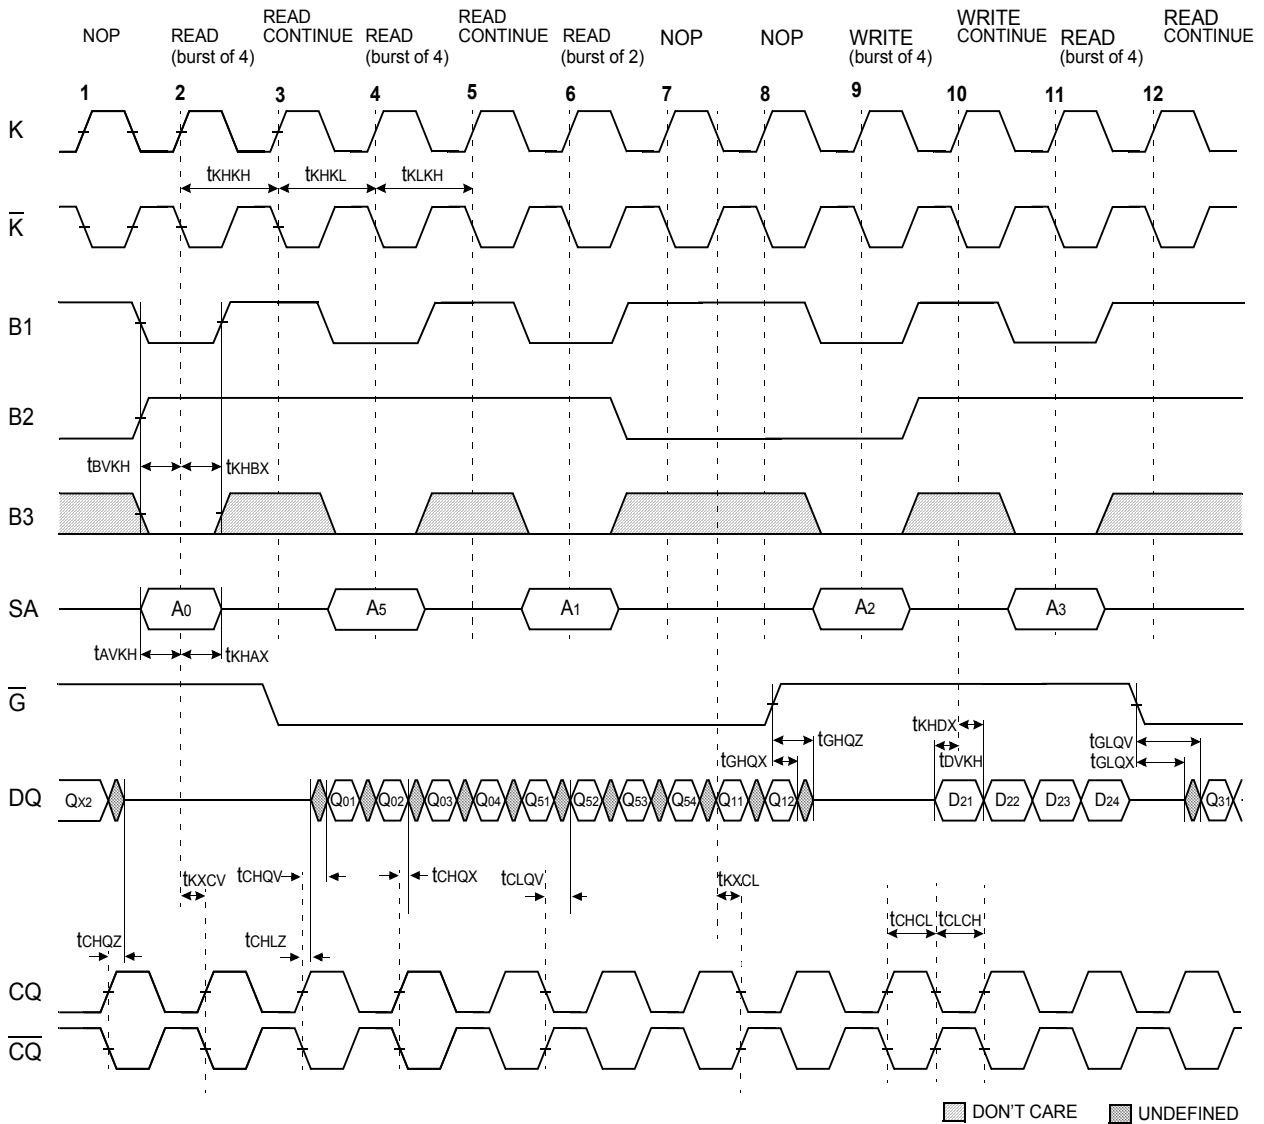 NOP
READ
(burst of 4)
READ
CONTINUE
READ
(burst of 4)
READ
CONTINUE
READ
(burst of 2)
NOP
NOP
WRITE
(burst of 4)
WRITE
CONTINUE
READ
(burst of 4)
READ
CONTINUE
1 2 3 4 5 6 7 8 9 10 11 12
K
tKHKH tKHKL tKLKH
K
B1
B2
tBVKH tKHBX
B3
SA A0 A5 A1 A2 A3
tAVKH tKHAX
G
tKHDX
tGHQZ tGLQV
tGHQX tDVKH tGLQX
DQ QX2 Q01 Q02 Q03 Q04 Q51 Q52 Q53 Q54 Q11 Q12 D21 D22 D23 D24 Q31
tKXCV tCHQV tCHQX tCLQV tKXCL
tCHQZ tCHLZ tCHCL tCLCH
CQ
CQ
DON'T CARE UNDEFINED